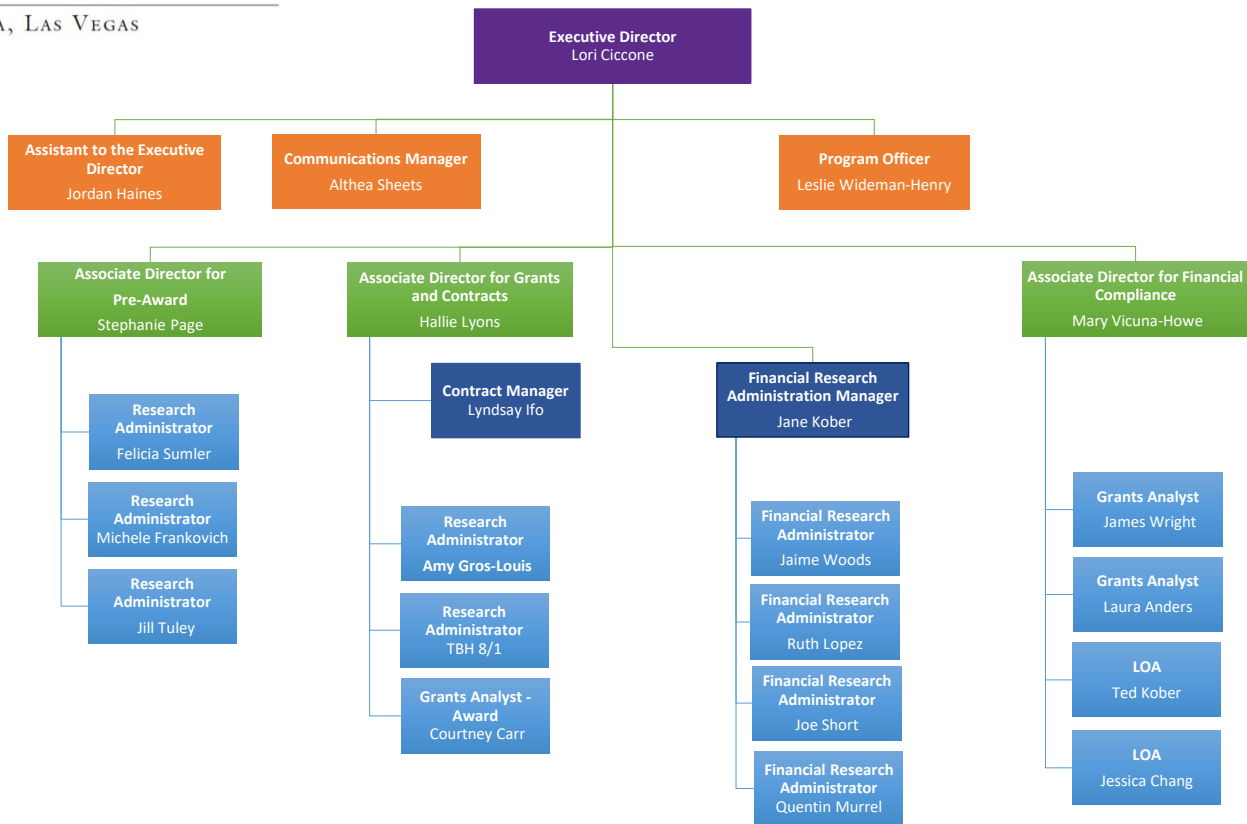 A, LAS VEGAS
Executive Director
Lori Ciccone
Assistant to the Executive
Director
Jordan Haines
Communications Manager
Althea Sheets
Program Officer
Leslie Wideman-Henry
Associate Director for
Pre-Award
Stephanie Page
Associate Director for Grants
and Contracts
Hallie Lyons
Associate Director for Financial
Compliance
Mary Vicuna-Howe
Contract Manager
Lyndsay Ifo
Financial Research
Administration Manager
Jane Kober
Research
Administrator
Felicia Sumler
Research
Administrator
Michele Frankovich
Research
Administrator
Jill Tuley
Research
Administrator
Amy Gros-Louis
Research
Administrator
TBH 8/1
Grants Analyst -
Award
Courtney Carr
Financial Research
Administrator
Jaime Woods
Financial Research
Administrator
Ruth Lopez
Financial Research
Administrator
Joe Short
Financial Research
Administrator
Quentin Murrel
Grants Analyst
James Wright
Grants Analyst
Laura Anders
LOA
Ted Kober
LOA
Jessica Chang